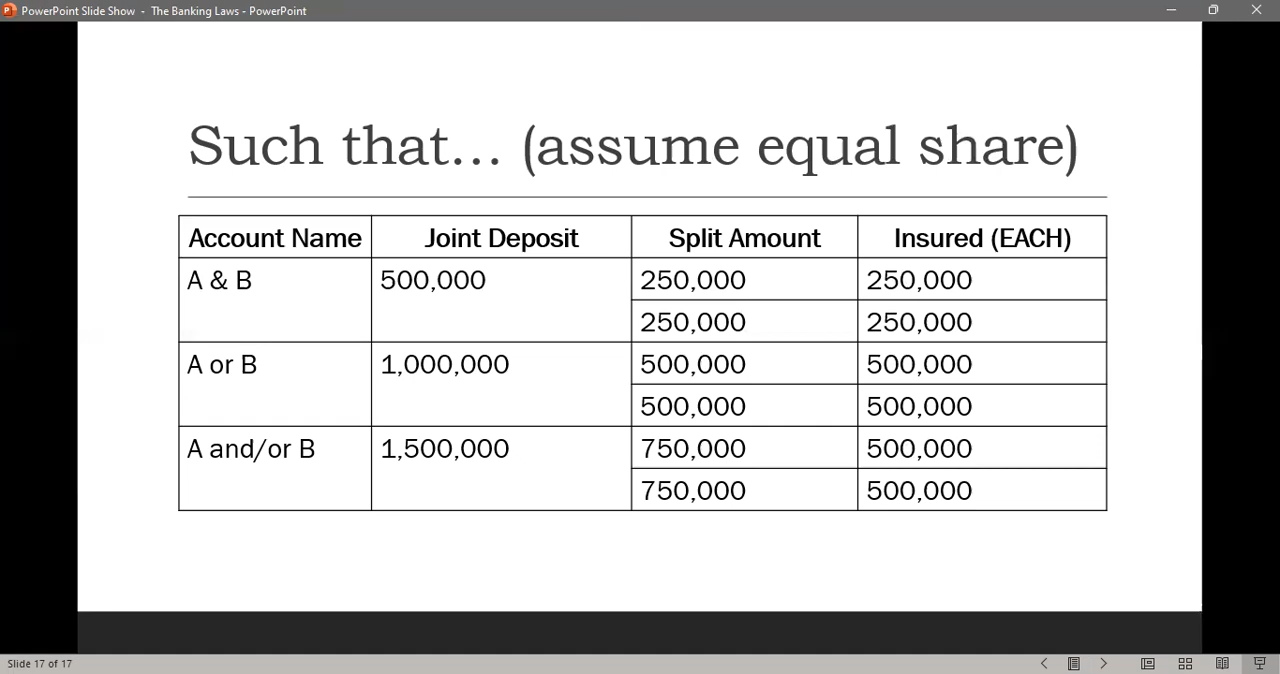 PowerPoint Slide Show - The Banking Laws - PowerPoint
Such that... (assume equal share)
Account Name Joint Deposit Split Amount Insured (EACH)
A & B 500,000 250,000 250,000
250,000 250,000
A or B 1,000,000 500,000 500,000
500,000 500,000
A and/or B 1,500,000 750,000 500,000
750,000 500,000
Slide 17 of 17